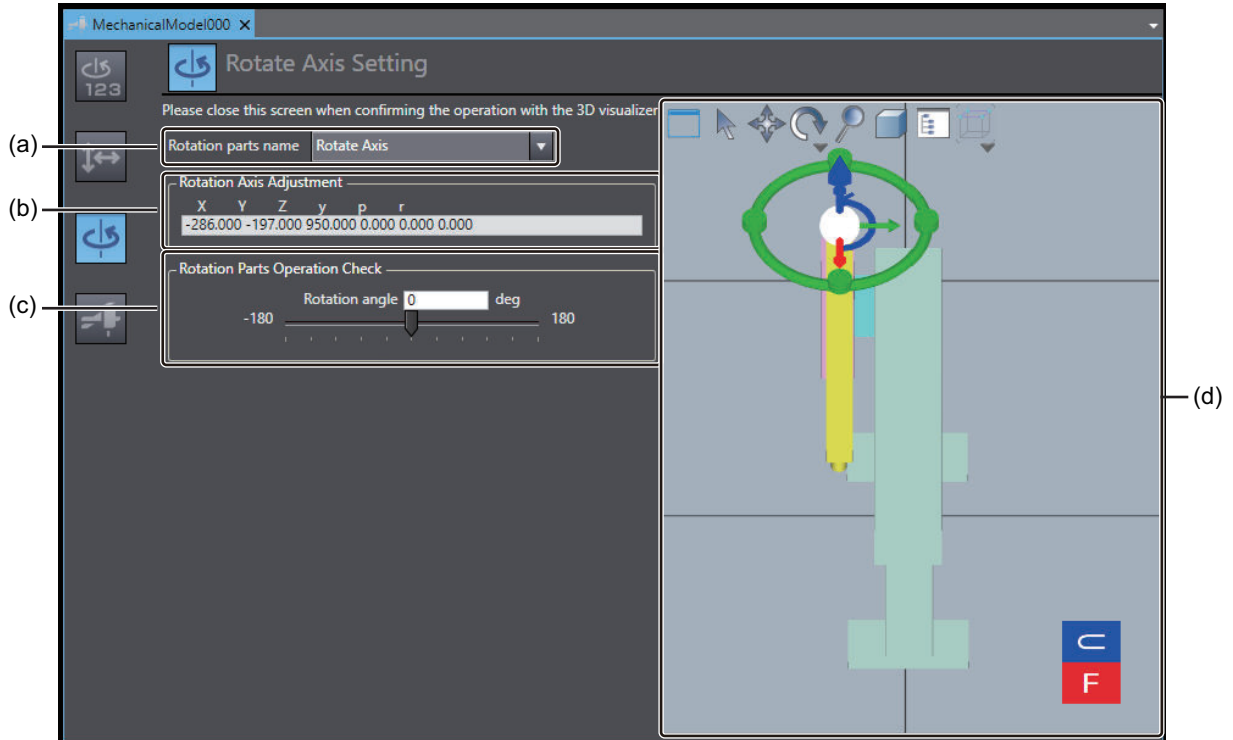 MechanicalModel000 ×
123
Rotate Axis Setting
Please close this screen when confirming the operation with the 3D visualizer
(a)
Rotation parts name Rotate Axis
(b)
Rotation Axis Adjustment
X Y Z y p r
-286.000 -197.000 950.000 0.000 0.000 0.000
(c)
Rotation Parts Operation Check
Rotation angle 0 deg
-180 180
(d)
F